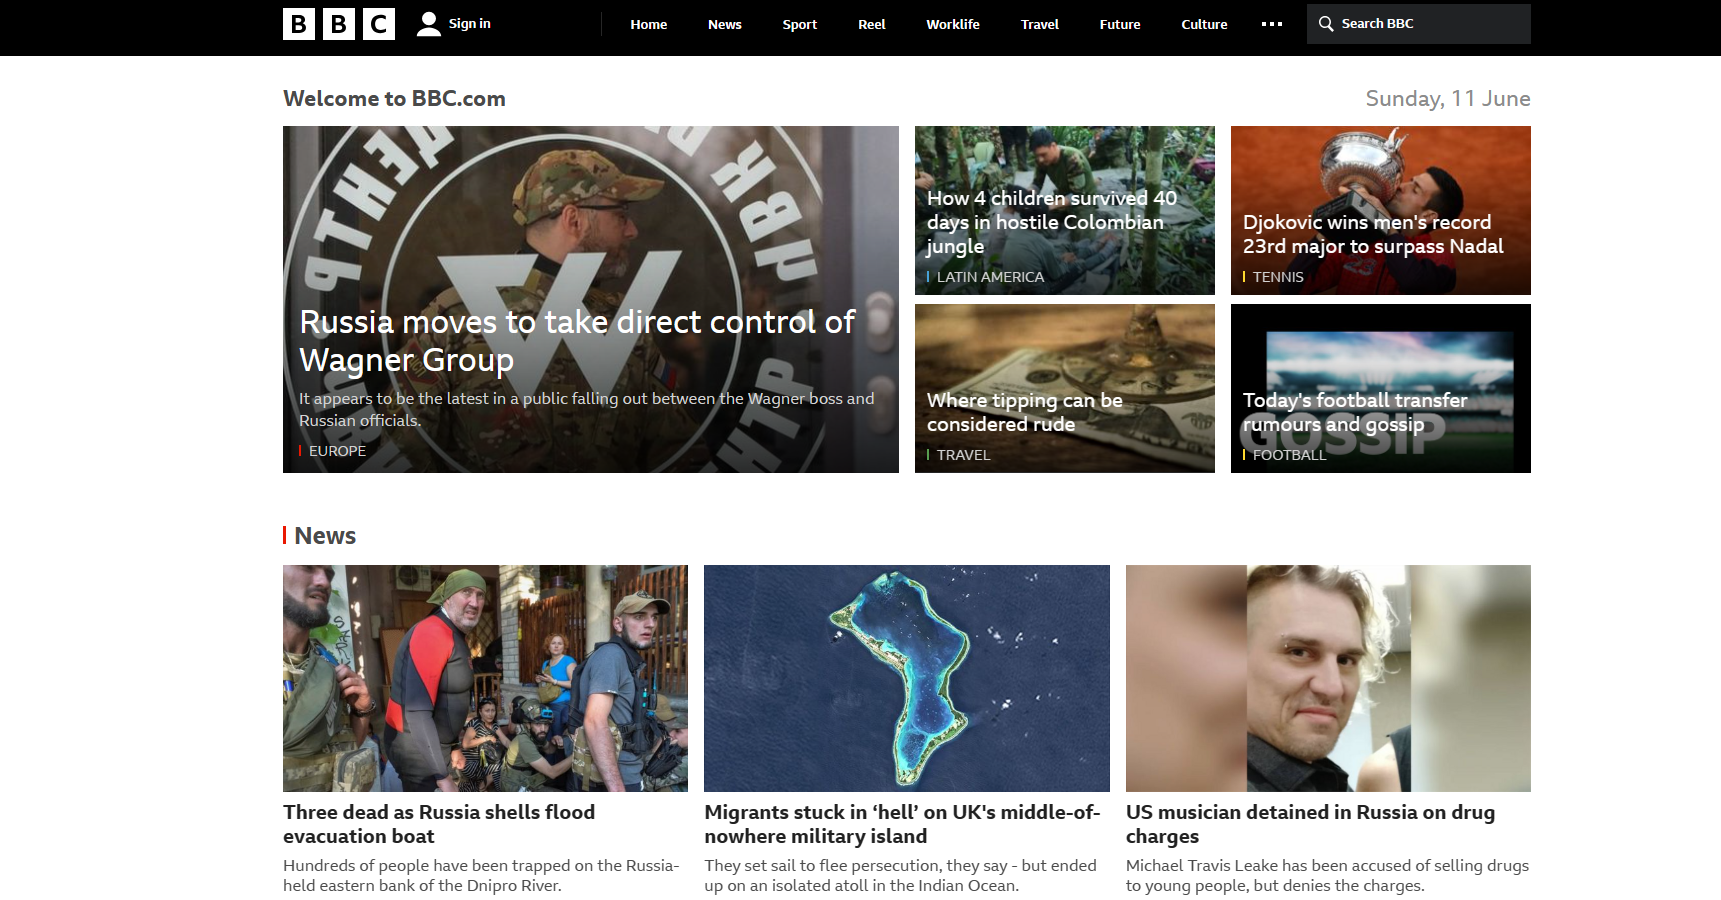 BBC
Sign in
Home
News
Sport
Reel
Worklife
Travel
Future
Culture
Search BBC
Welcome to BBC.com
Sunday, 11 June
Russia moves to take direct control of
Wagner Group
It appears to be the latest in a public falling out between the Wagner boss and
Russian officials.
EUROPE
How 4 children survived 40
days in hostile Colombian
jungle
LATIN AMERICA
Djokovic wins men's record
23rd major to surpass Nadal
TENNIS
Where tipping can be
considered rude
TRAVEL
GOSSIP
Today's football transfer
rumours and gossip
FOOTBALL
News
Three dead as Russia shells flood
evacuation boat
Hundreds of people have been trapped on the Russia-
held eastern bank of the Dnipro River.
Migrants stuck in ‘hell’ on UK's middle-of-
nowhere military island
They set sail to flee persecution, they say - but ended
up on an isolated atoll in the Indian Ocean.
US musician detained in Russia on drug
charges
Michael Travis Leake has been accused of selling drugs
to young people, but denies the charges.